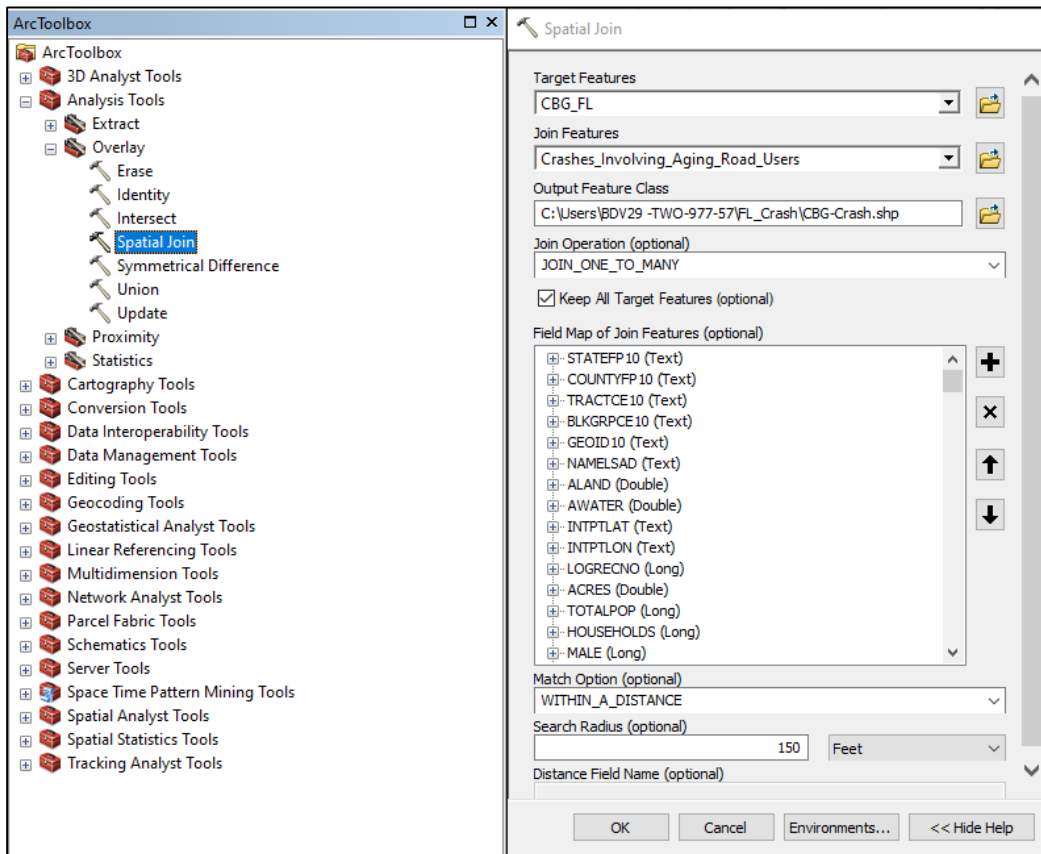 ArcToolbox
ArcToolbox
3D Analyst Tools
Analysis Tools
Extract
Overlay
Erase
Identity
Intersect
Spatial Join
Symmetrical Difference
Union
Update
Proximity
Statistics
Cartography Tools
Conversion Tools
Data Interoperability Tools
Data Management Tools
Editing Tools
Geocoding Tools
Geostatistical Analyst Tools
Linear Referencing Tools
Multidimension Tools
Network Analyst Tools
Parcel Fabric Tools
Schematics Tools
Server Tools
Space Time Pattern Mining Tools
Spatial Analyst Tools
Spatial Statistics Tools
Tracking Analyst Tools
Spatial Join
Target Features
CBG_FL
Join Features
Crashes_Involving_Aging_Road_Users
Output Feature Class
C:\Users\BDV29 -TWO-977-57\FL_Crash\CBG-Crash.shp
Join Operation (optional)
JOIN_ONE_TO_MANY
Keep All Target Features (optional)
Field Map of Join Features (optional)
STATEFP10 (Text)
COUNTYFP10 (Text)
TRACTCE10 (Text)
BLKGRPCE10 (Text)
GEOID10 (Text)
NAMELSAD (Text)
ALAND (Double)
AWATER (Double)
INTPTLAT (Text)
INTPTLON (Text)
LOGRECNO (Long)
ACRES (Double)
TOTALPOP (Long)
HOUSEHOLDS (Long)
MALE (Long)
Match Option (optional)
WITHIN_A_DISTANCE
Search Radius (optional)
150 Feet
Distance Field Name (optional)
OK Cancel Environments... << Hide Help